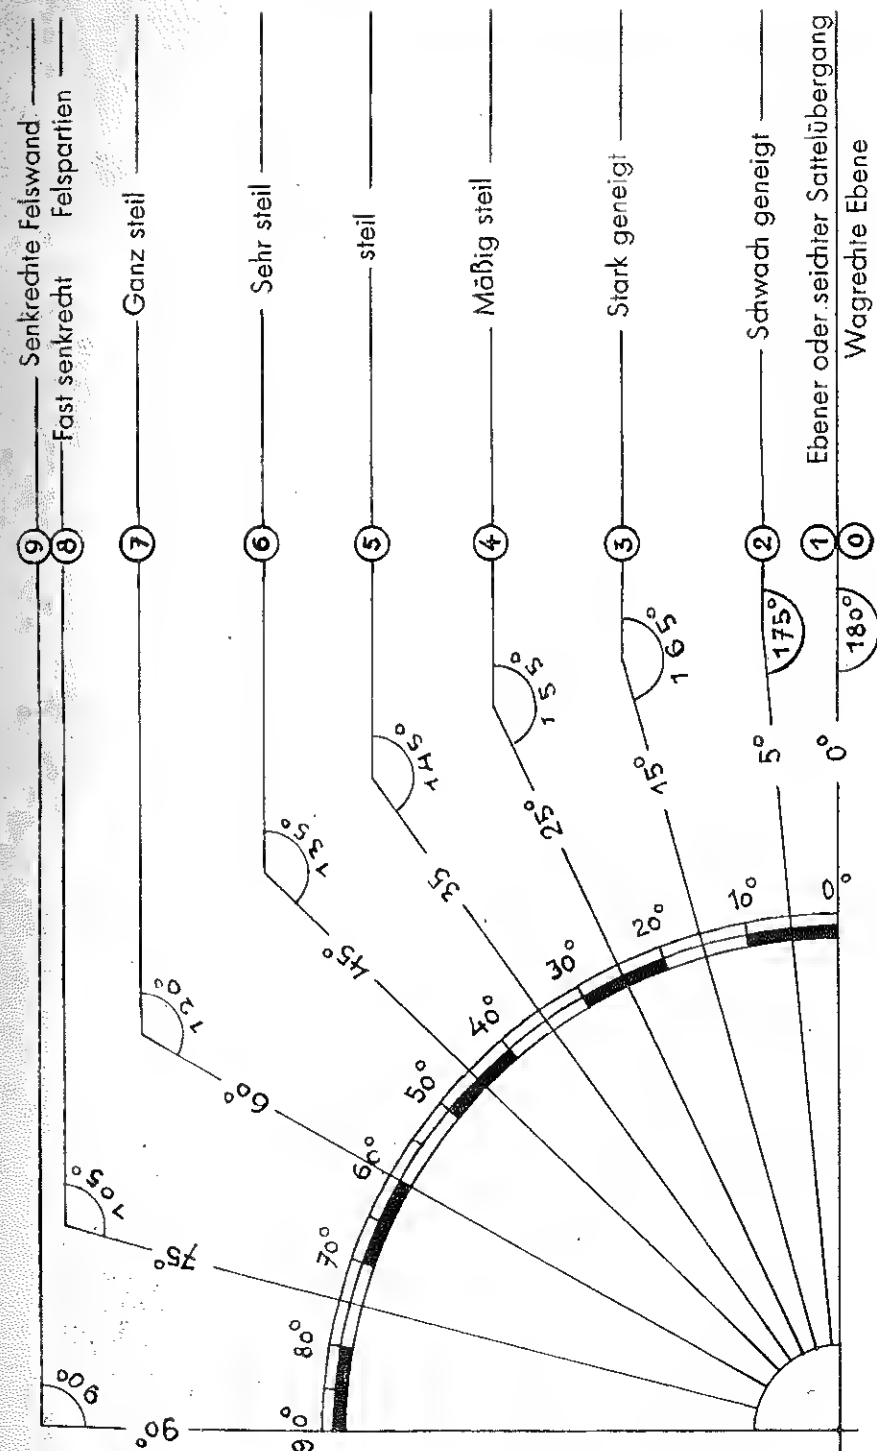 9 Senkrechte Felswand
8 Fast senkrecht Felspartien
7 Ganz steil
6 Sehr steil
5 steil
4 Mäßig steil
3 Stark geneigt
2 Schwach geneigt
1 Ebener oder seichter Sattelübergang
0 Wagrechte Ebene
90°
105°
120°
135°
145°
155°
165°
175°
180°
90°
75°
60°
45°
35
25°
15°
5°
0°
90°
80°
70°
60°
50°
40°
30°
20°
10°
0°